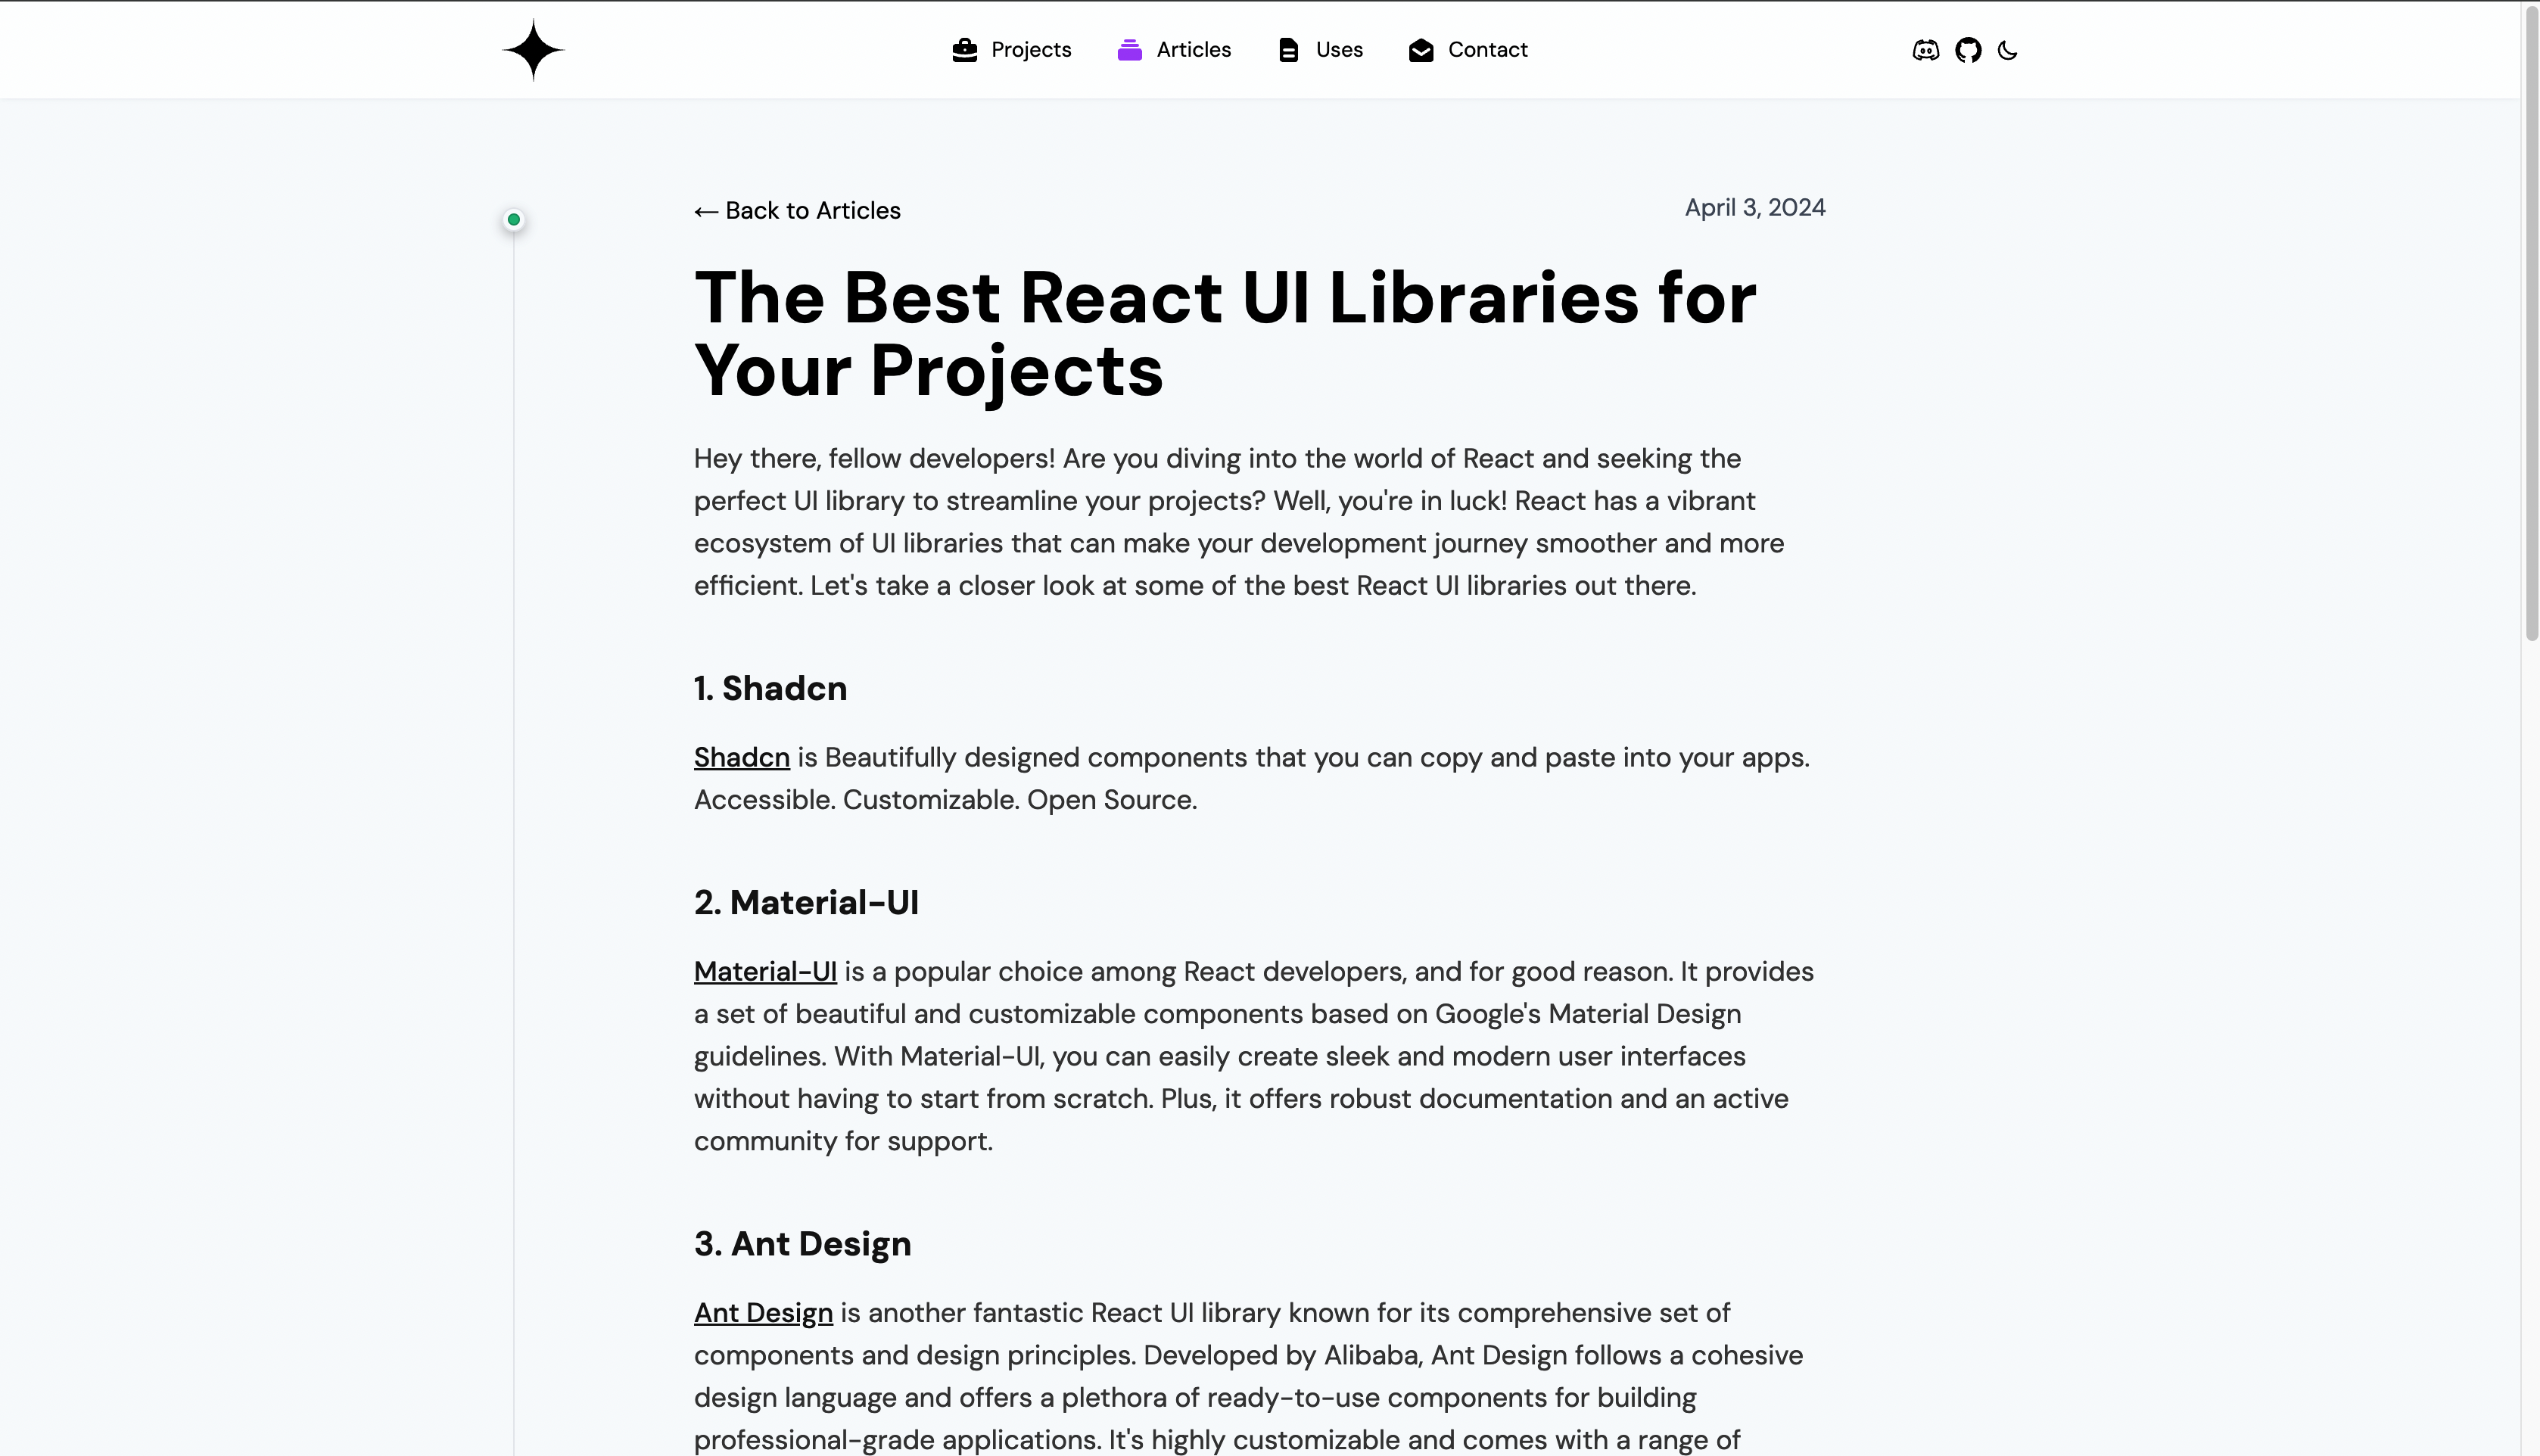 Projects
Articles
Uses
Contact
← Back to Articles
April 3, 2024
The Best React UI Libraries for
Your Projects
Hey there, fellow developers! Are you diving into the world of React and seeking the
perfect UI library to streamline your projects? Well, you're in luck! React has a vibrant
ecosystem of UI libraries that can make your development journey smoother and more
efficient. Let's take a closer look at some of the best React UI libraries out there.
1. Shadcn
Shadcn is Beautifully designed components that you can copy and paste into your apps.
Accessible. Customizable. Open Source.
2. Material-UI
Material-UI is a popular choice among React developers, and for good reason. It provides
a set of beautiful and customizable components based on Google's Material Design
guidelines. With Material-UI, you can easily create sleek and modern user interfaces
without having to start from scratch. Plus, it offers robust documentation and an active
community for support.
3. Ant Design
Ant Design is another fantastic React UI library known for its comprehensive set of
components and design principles. Developed by Alibaba, Ant Design follows a cohesive
design language and offers a plethora of ready-to-use components for building
professional-grade applications. It's highly customizable and comes with a range of